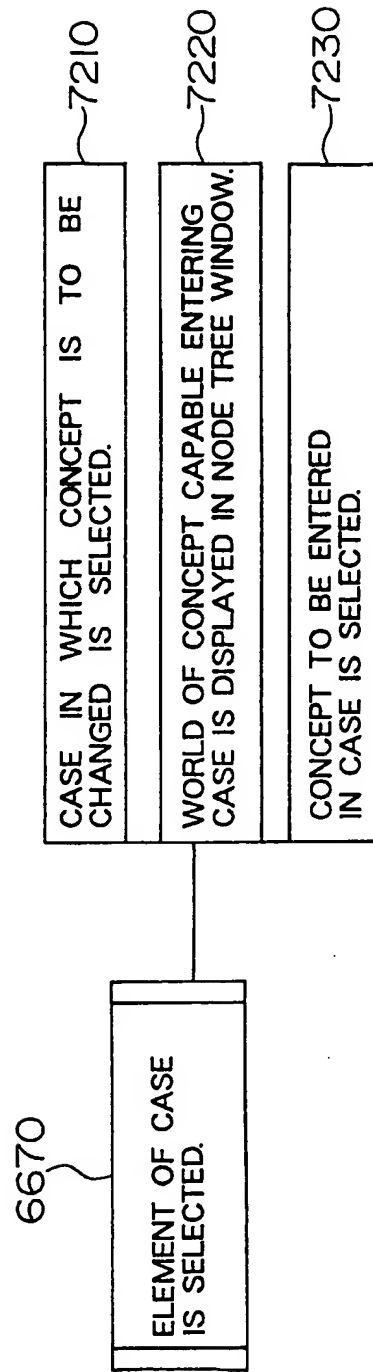 6670
ELEMENT OF CASE
IS SELECTED.
CASE IN WHICH CONCEPT IS TO BE
CHANGED IS SELECTED.
7210
WORLD OF CONCEPT CAPABLE ENTERING
CASE IS DISPLAYED IN NODE TREE WINDOW.
7220
CONCEPT TO BE ENTERED
IN CASE IS SELECTED.
7230